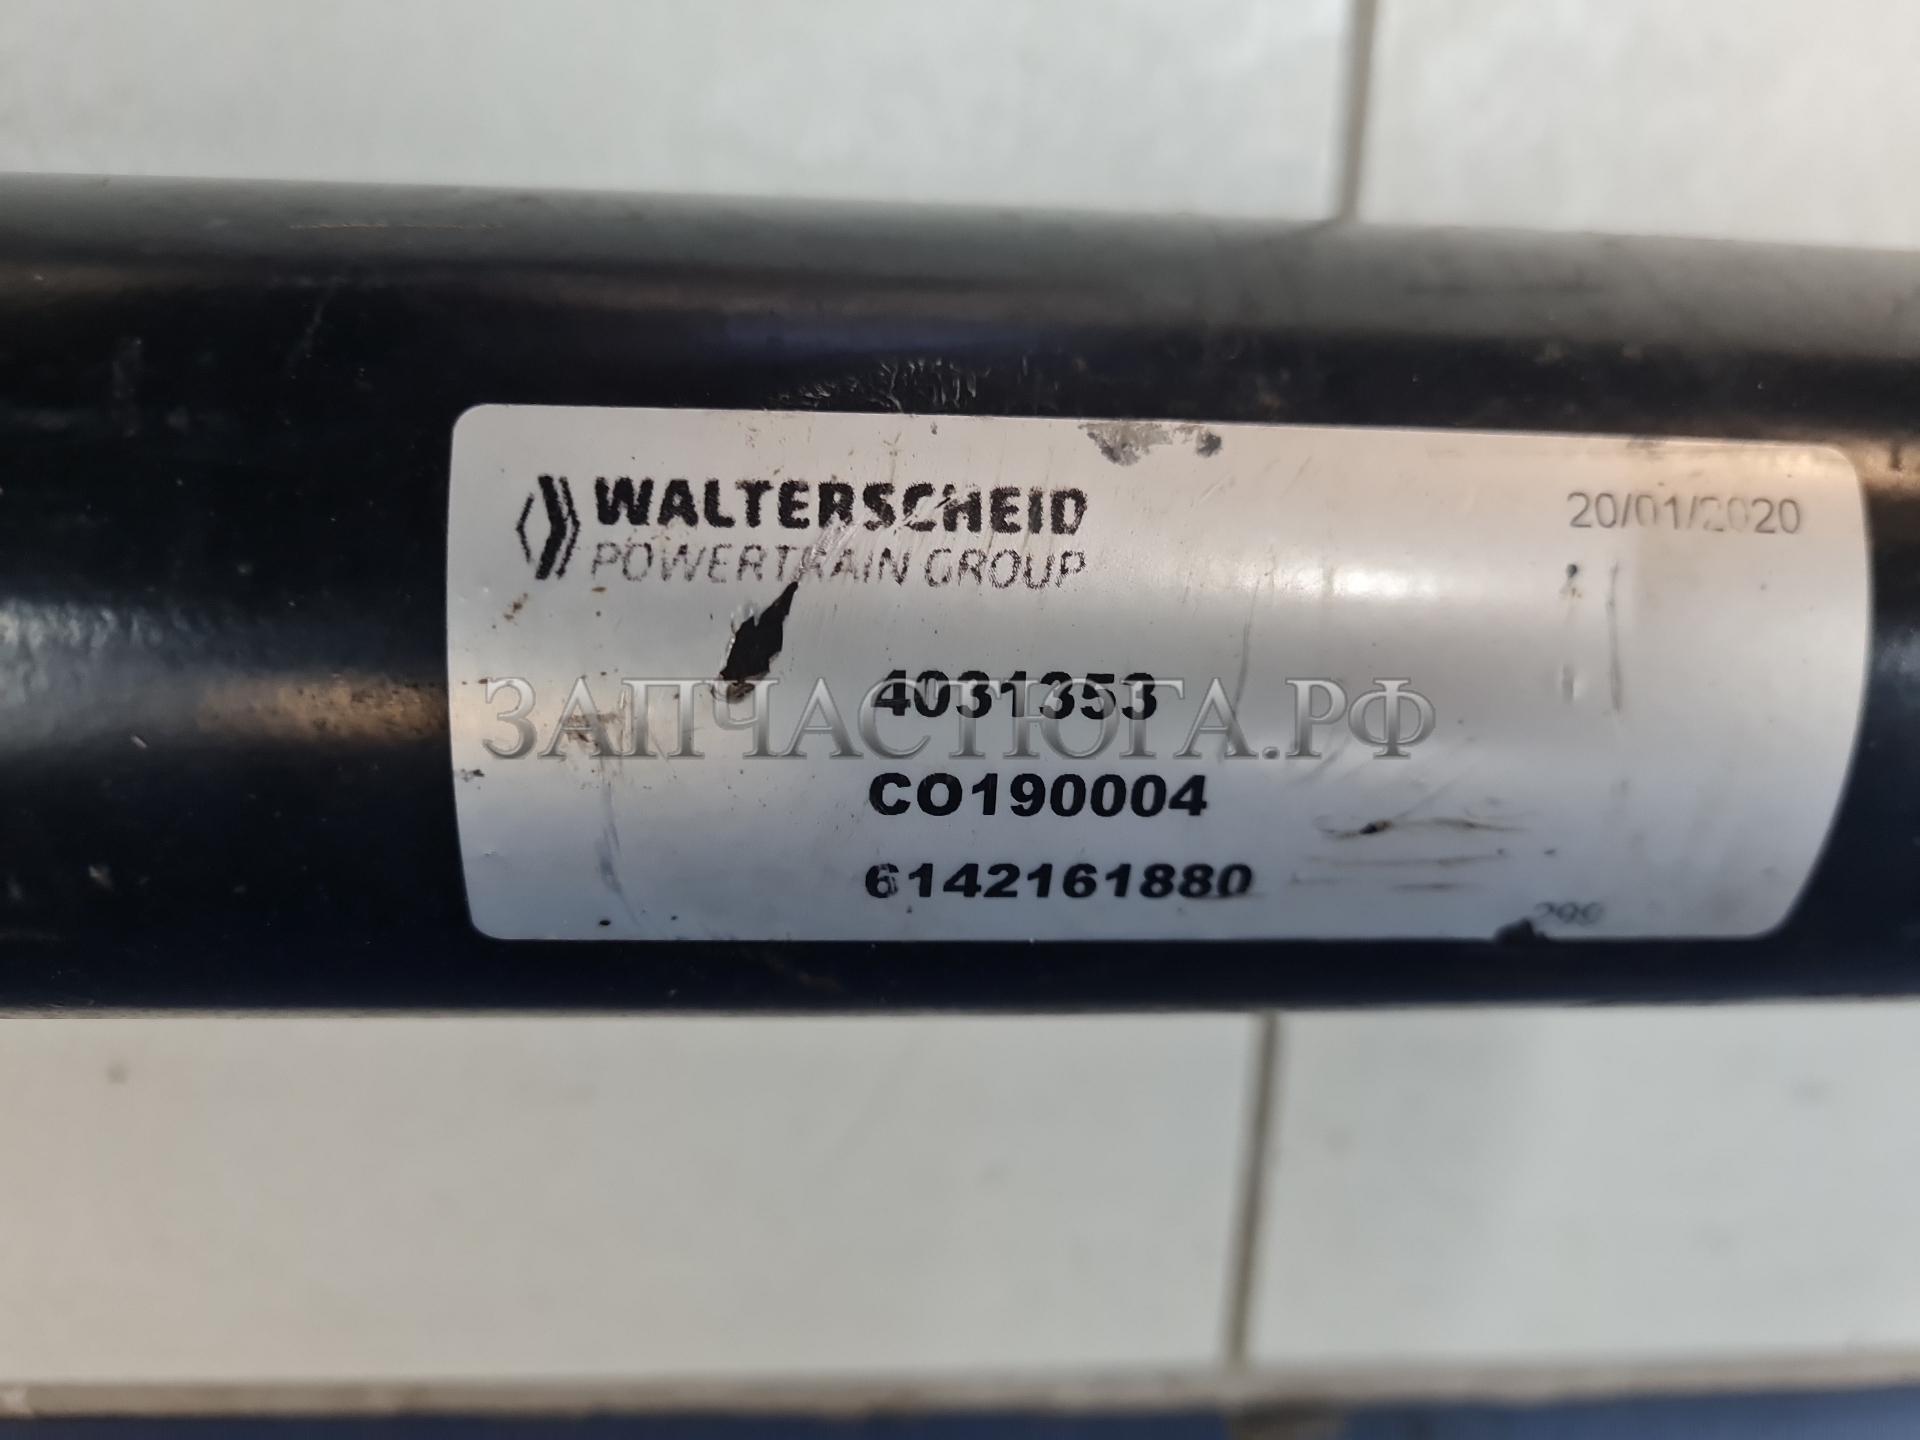 WALTERSCHEID
POWERTRAIN GROUP
20/01/2020
4031353
ЗАПЧАСТЮГА.РФ
CO190004
6142161880